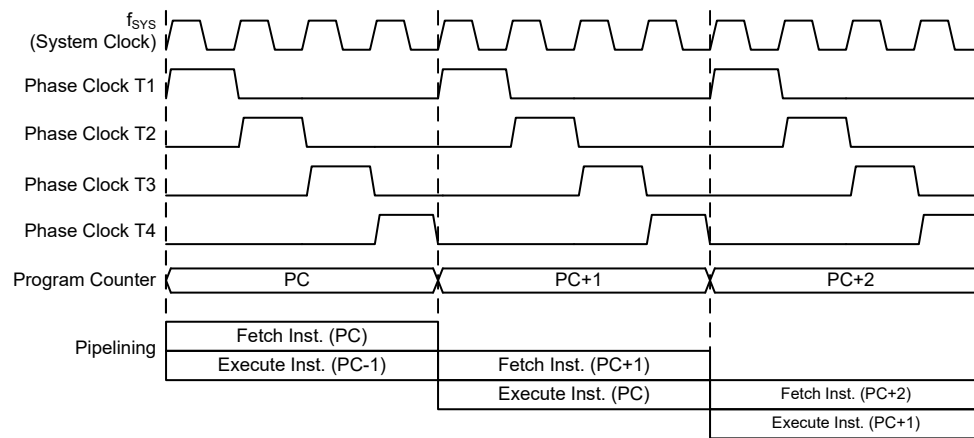 fSYS
(System Clock)
Phase Clock T1
Phase Clock T2
Phase Clock T3
Phase Clock T4
Program Counter PC PC+1 PC+2
Pipelining
Fetch Inst. (PC)
Execute Inst. (PC-1) Fetch Inst. (PC+1)
Execute Inst. (PC) Fetch Inst. (PC+2)
Execute Inst. (PC+1)